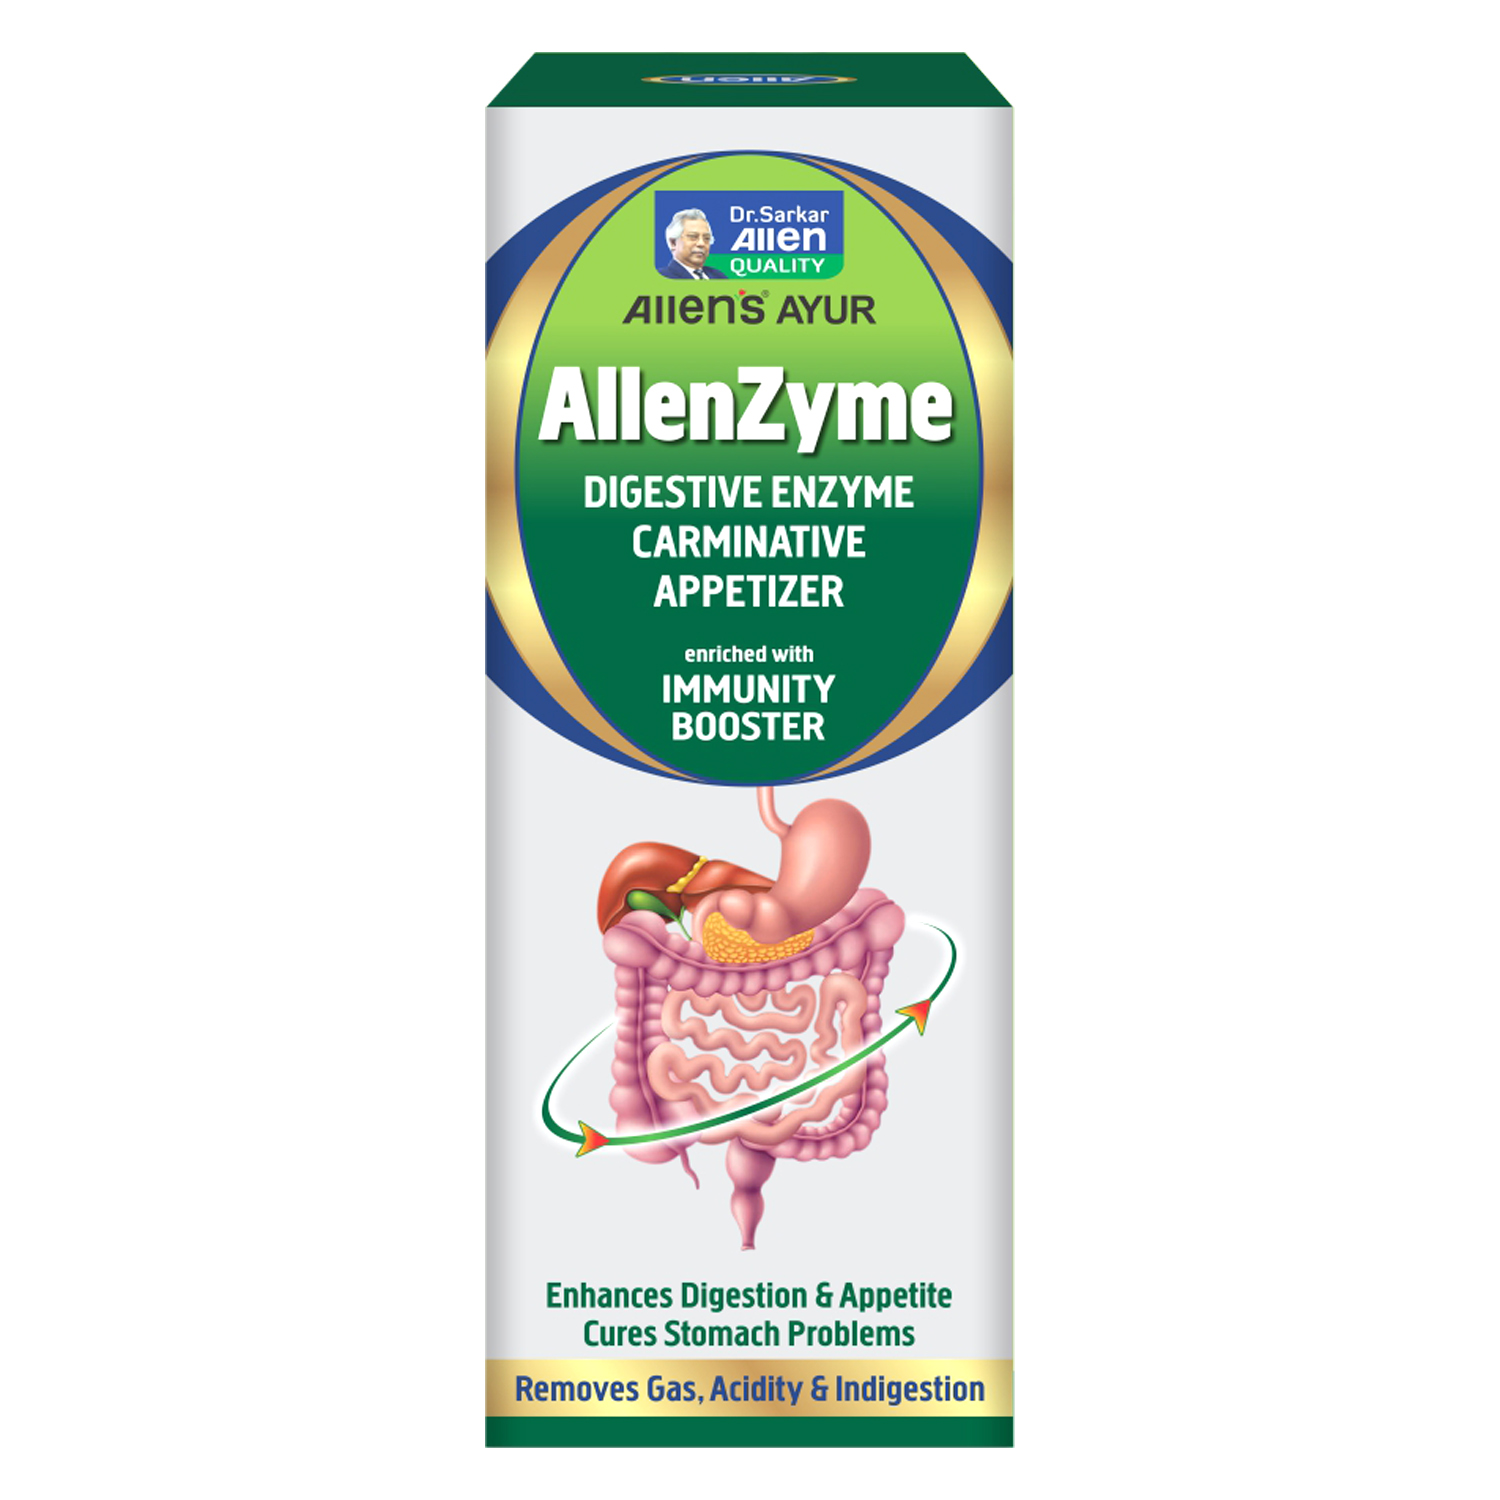 Allen
Dr.Sarkar
Allen
QUALITY
Allen's® AYUR
AllenZyme
DIGESTIVE ENZYME
CARMINATIVE
APPETIZER
enriched with
IMMUNITY
BOOSTER
Enhances Digestion & Appetite
Cures Stomach Problems
Removes Gas, Acidity & Indigestion